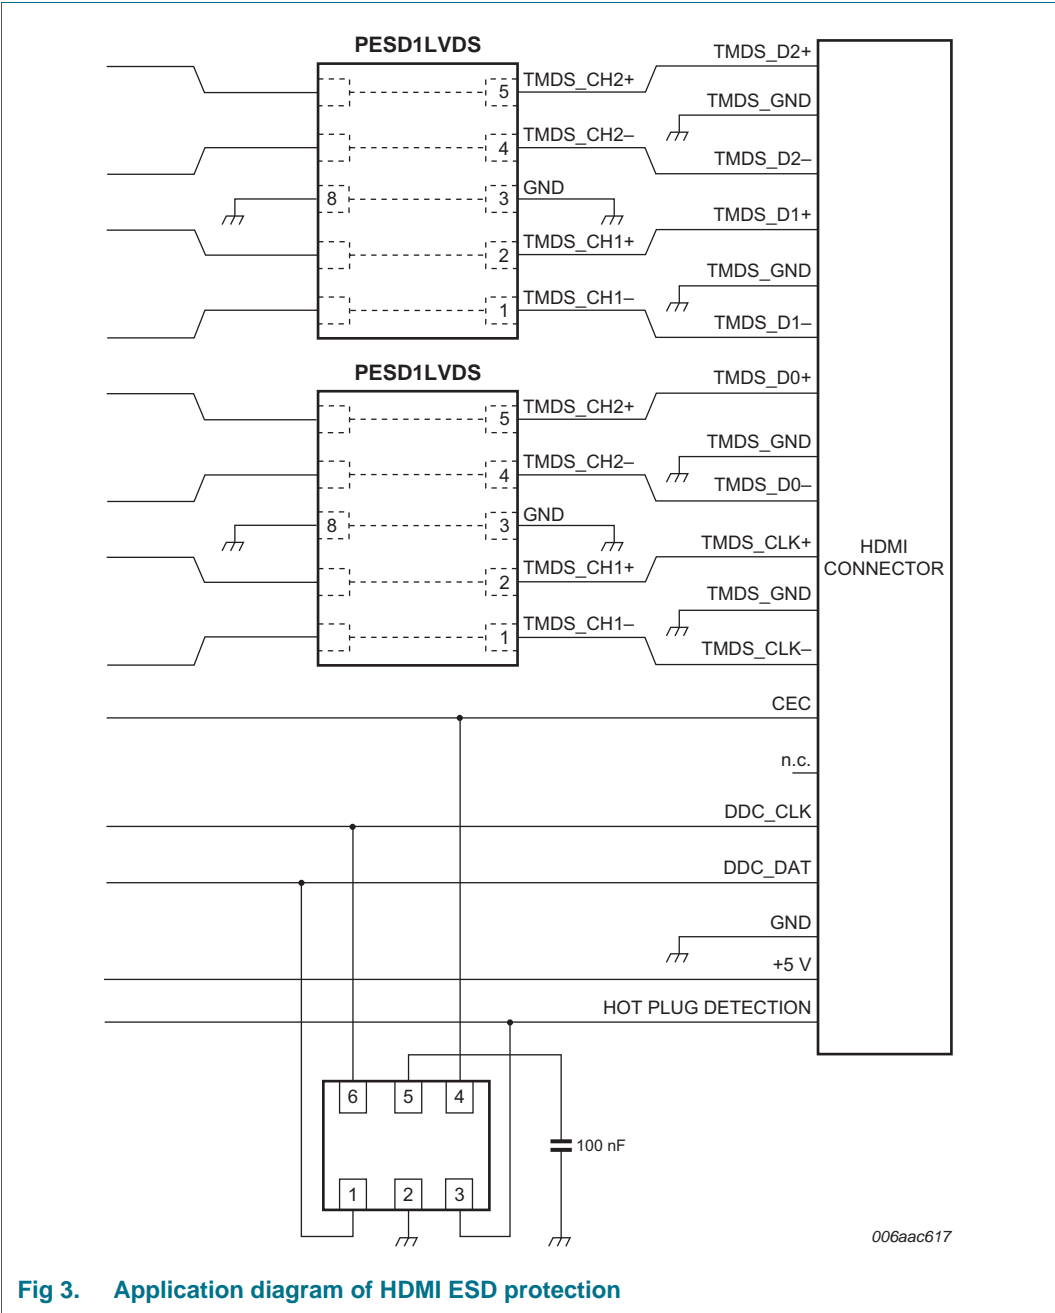 PESD1LVDS
TMDS_D2+
5 TMDS_CH2+
TMDS_GND
4 TMDS_CH2–
TMDS_D2–
8 3 GND
TMDS_D1+
2 TMDS_CH1+
TMDS_GND
1 TMDS_CH1–
TMDS_D1–
PESD1LVDS
TMDS_D0+
5 TMDS_CH2+
TMDS_GND
4 TMDS_CH2–
TMDS_D0–
8 3 GND
TMDS_CLK+
HDMI
CONNECTOR
2 TMDS_CH1+
TMDS_GND
1 TMDS_CH1–
TMDS_CLK–
CEC
n.c.
DDC_CLK
DDC_DAT
GND
+5 V
HOT PLUG DETECTION
6 5 4
100 nF
1 2 3
006aac617
Fig 3. Application diagram of HDMI ESD protection